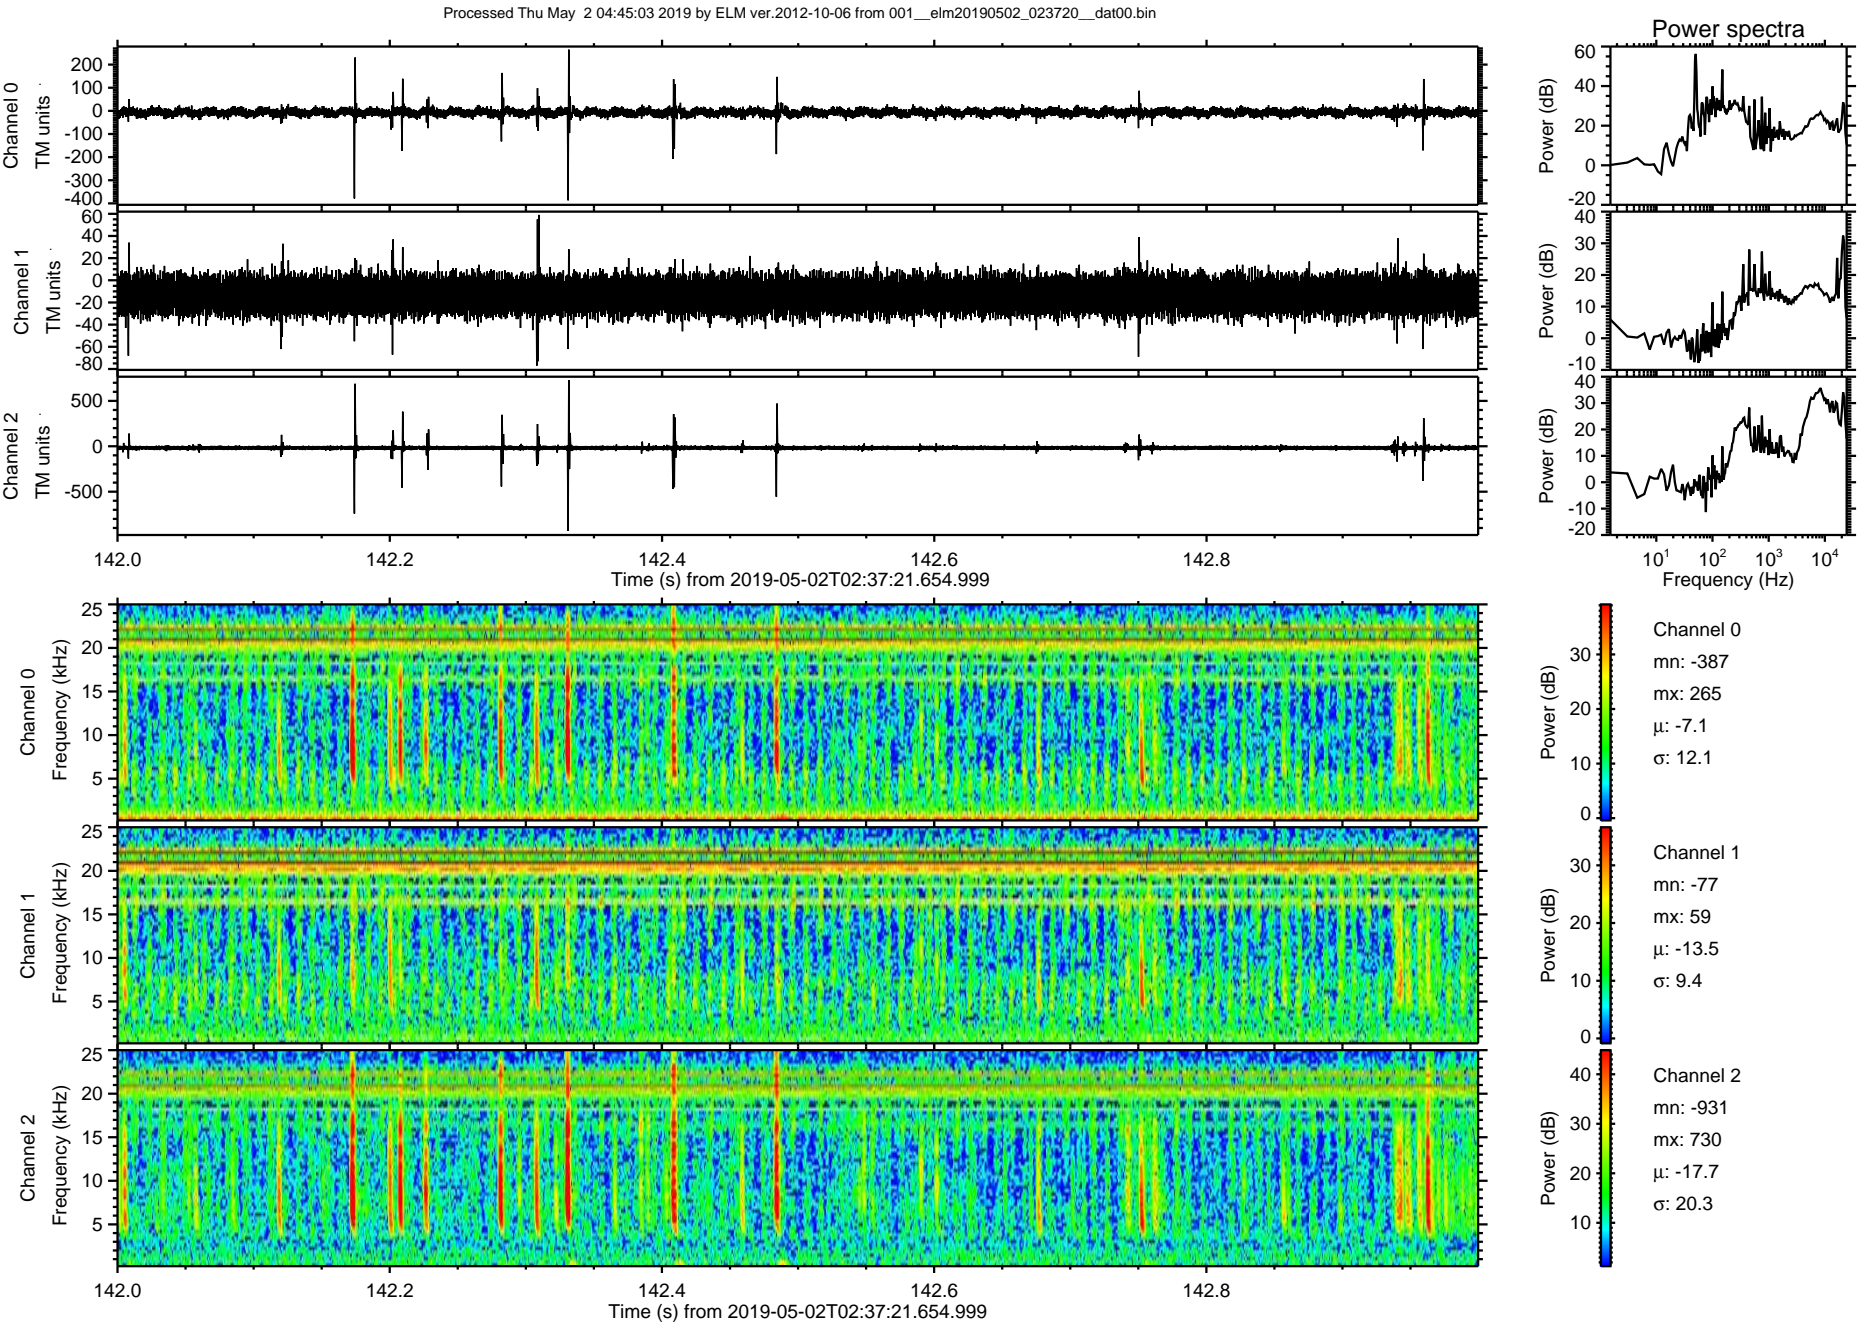 Processed Thu May  2 04:45:03 2019 by ELM ver.2012-10-06 from 001__elm20190502_023720__dat00.bin
Power spectra
Channel 0
TM units
200
100
0
-100
-200
-300
-400
Power (dB)
60
40
20
0
-20
Channel 1
TM units
60
40
20
0
-20
-40
-60
-80
Power (dB)
40
30
20
10
0
-10
Channel 2
TM units
500
0
-500
Power (dB)
40
30
20
10
0
-10
-20
142.0 142.2 142.4 142.6 142.8
Time (s) from 2019-05-02T02:37:21.654.999
10¹ 10² 10³ 10⁴
Frequency (Hz)
Channel 0
Frequency (kHz)
25
20
15
10
5
Power (dB)
30
20
10
0
Channel 0
mn: -387
mx: 265
μ: -7.1
σ: 12.1
Channel 1
Frequency (kHz)
25
20
15
10
5
Power (dB)
30
20
10
0
Channel 1
mn: -77
mx: 59
μ: -13.5
σ: 9.4
Channel 2
Frequency (kHz)
25
20
15
10
5
Power (dB)
40
30
20
10
Channel 2
mn: -931
mx: 730
μ: -17.7
σ: 20.3
142.0 142.2 142.4 142.6 142.8
Time (s) from 2019-05-02T02:37:21.654.999